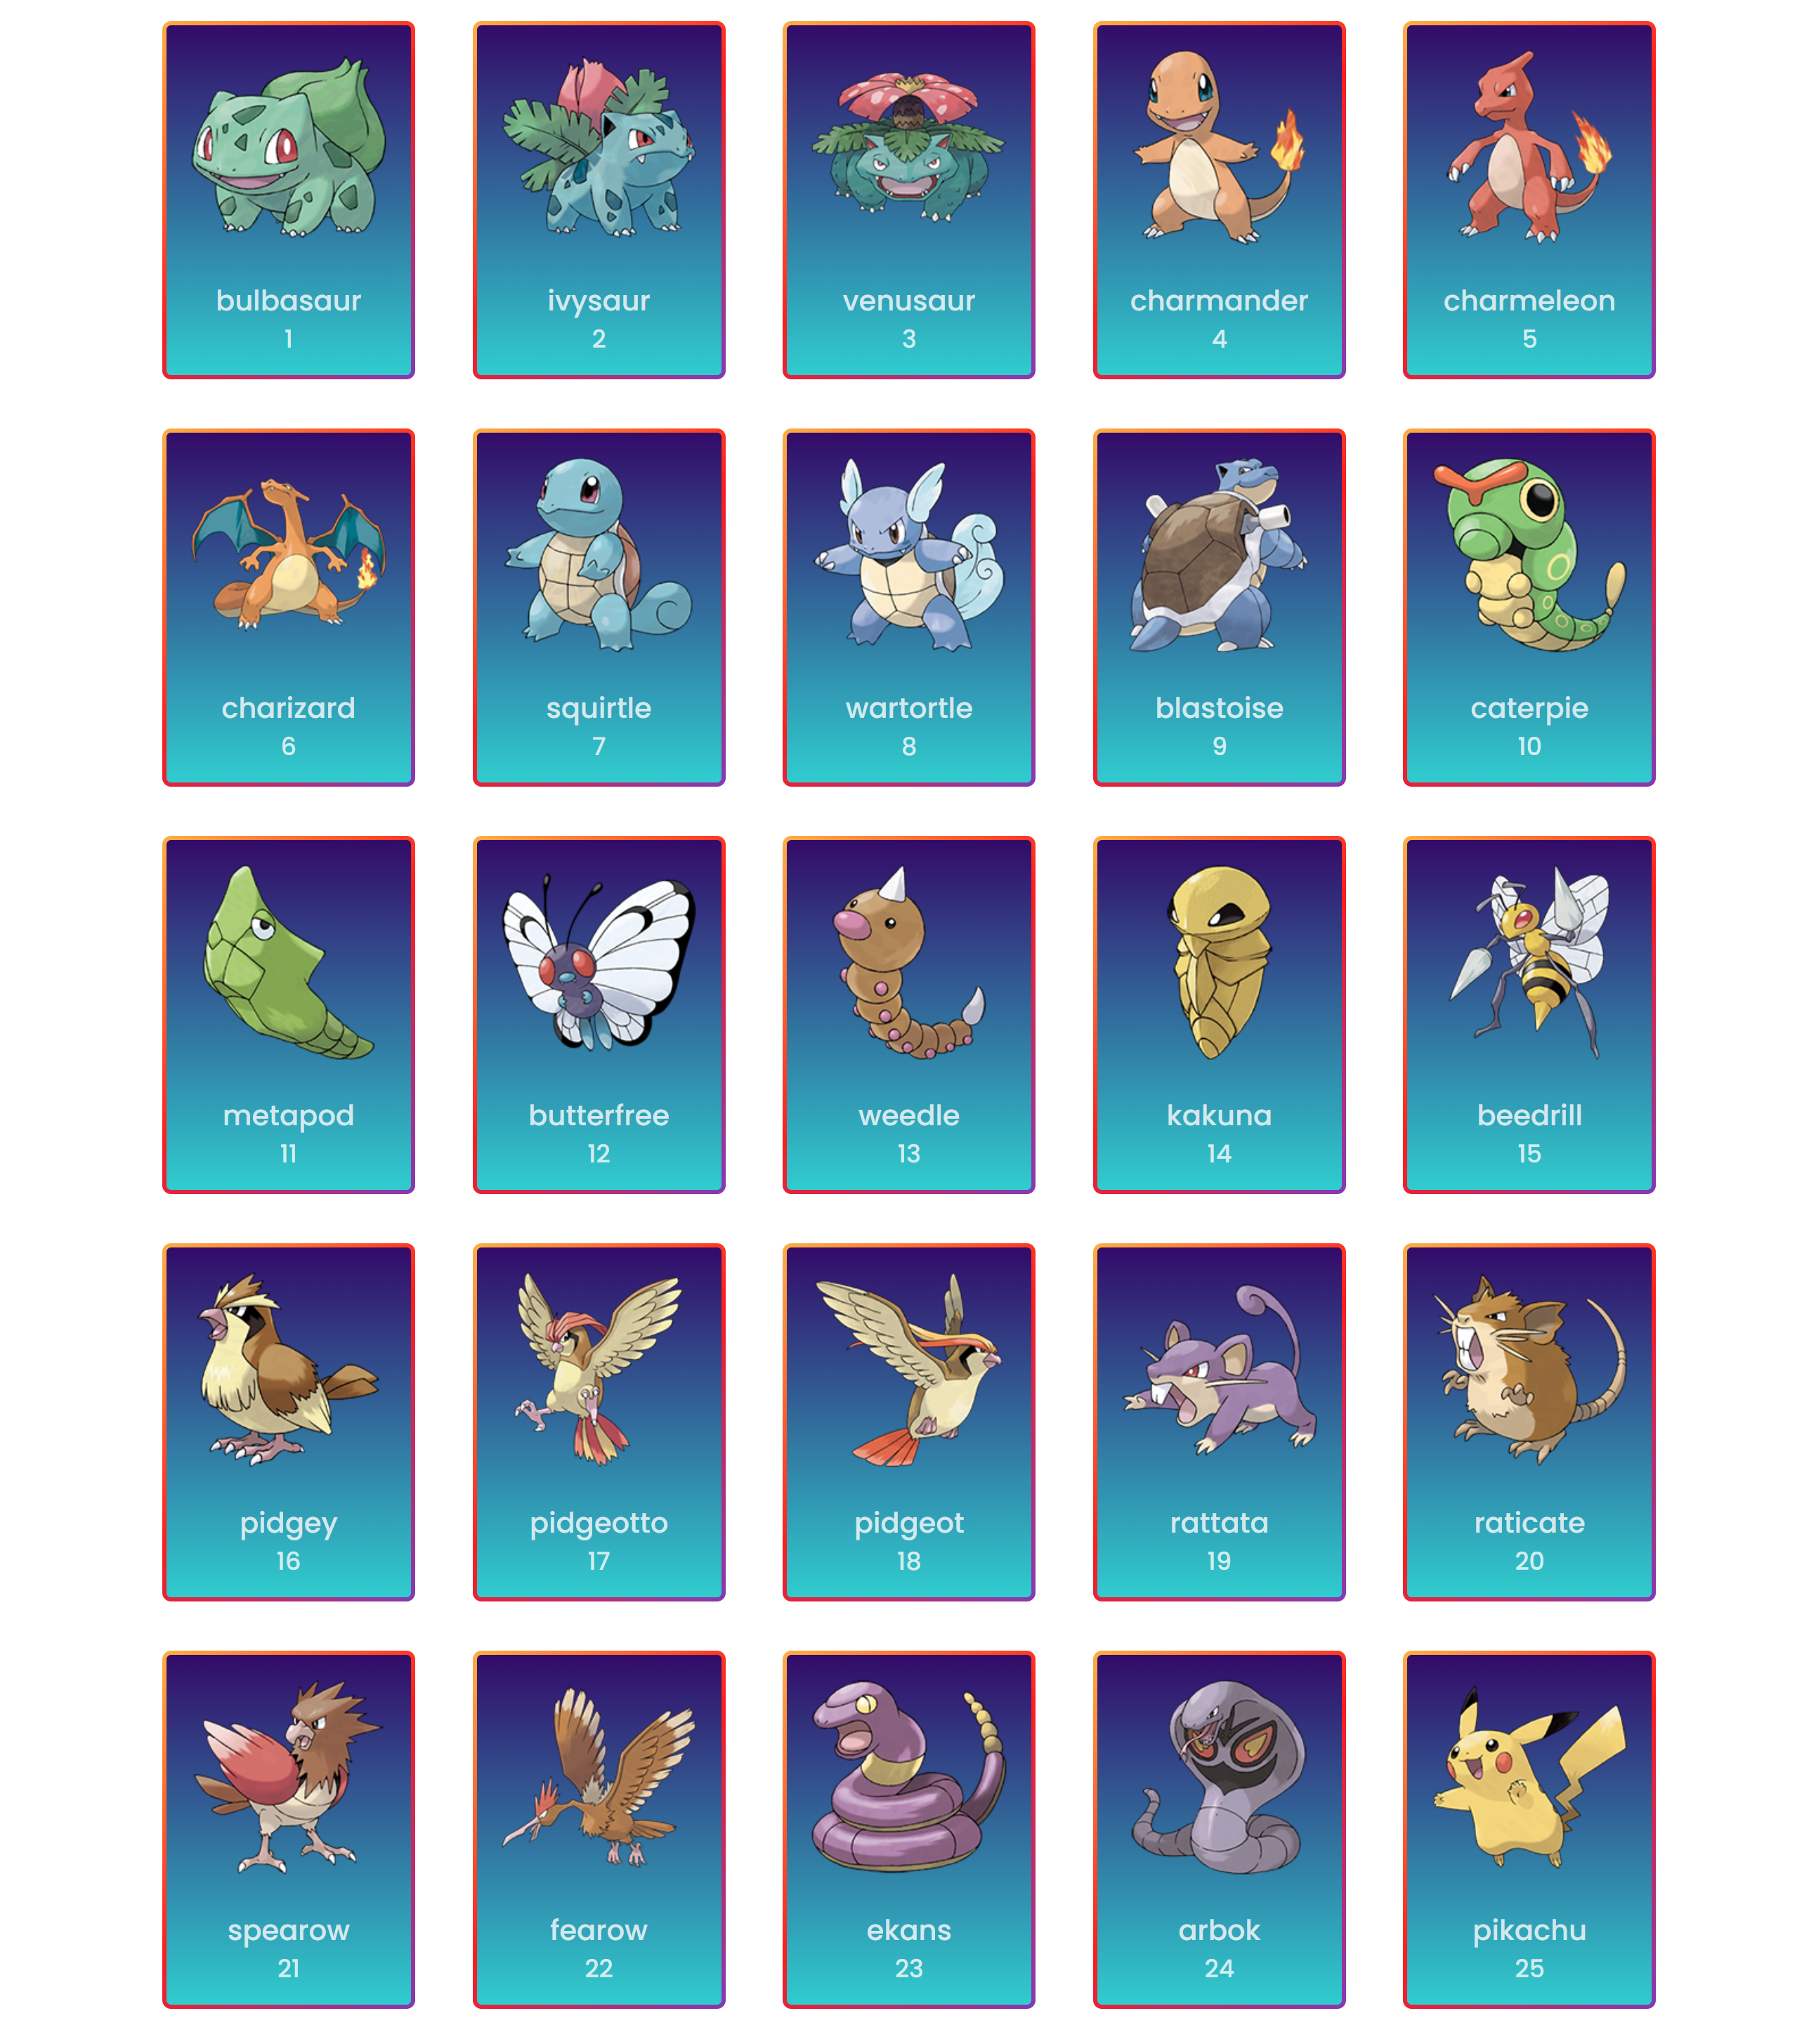 bulbasaur
1
ivysaur
2
venusaur
3
charmander
4
charmeleon
5
charizard
6
squirtle
7
wartortle
8
blastoise
9
caterpie
10
metapod
11
butterfree
12
weedle
13
kakuna
14
beedrill
15
pidgey
16
pidgeotto
17
pidgeot
18
rattata
19
raticate
20
spearow
21
fearow
22
ekans
23
arbok
24
pikachu
25